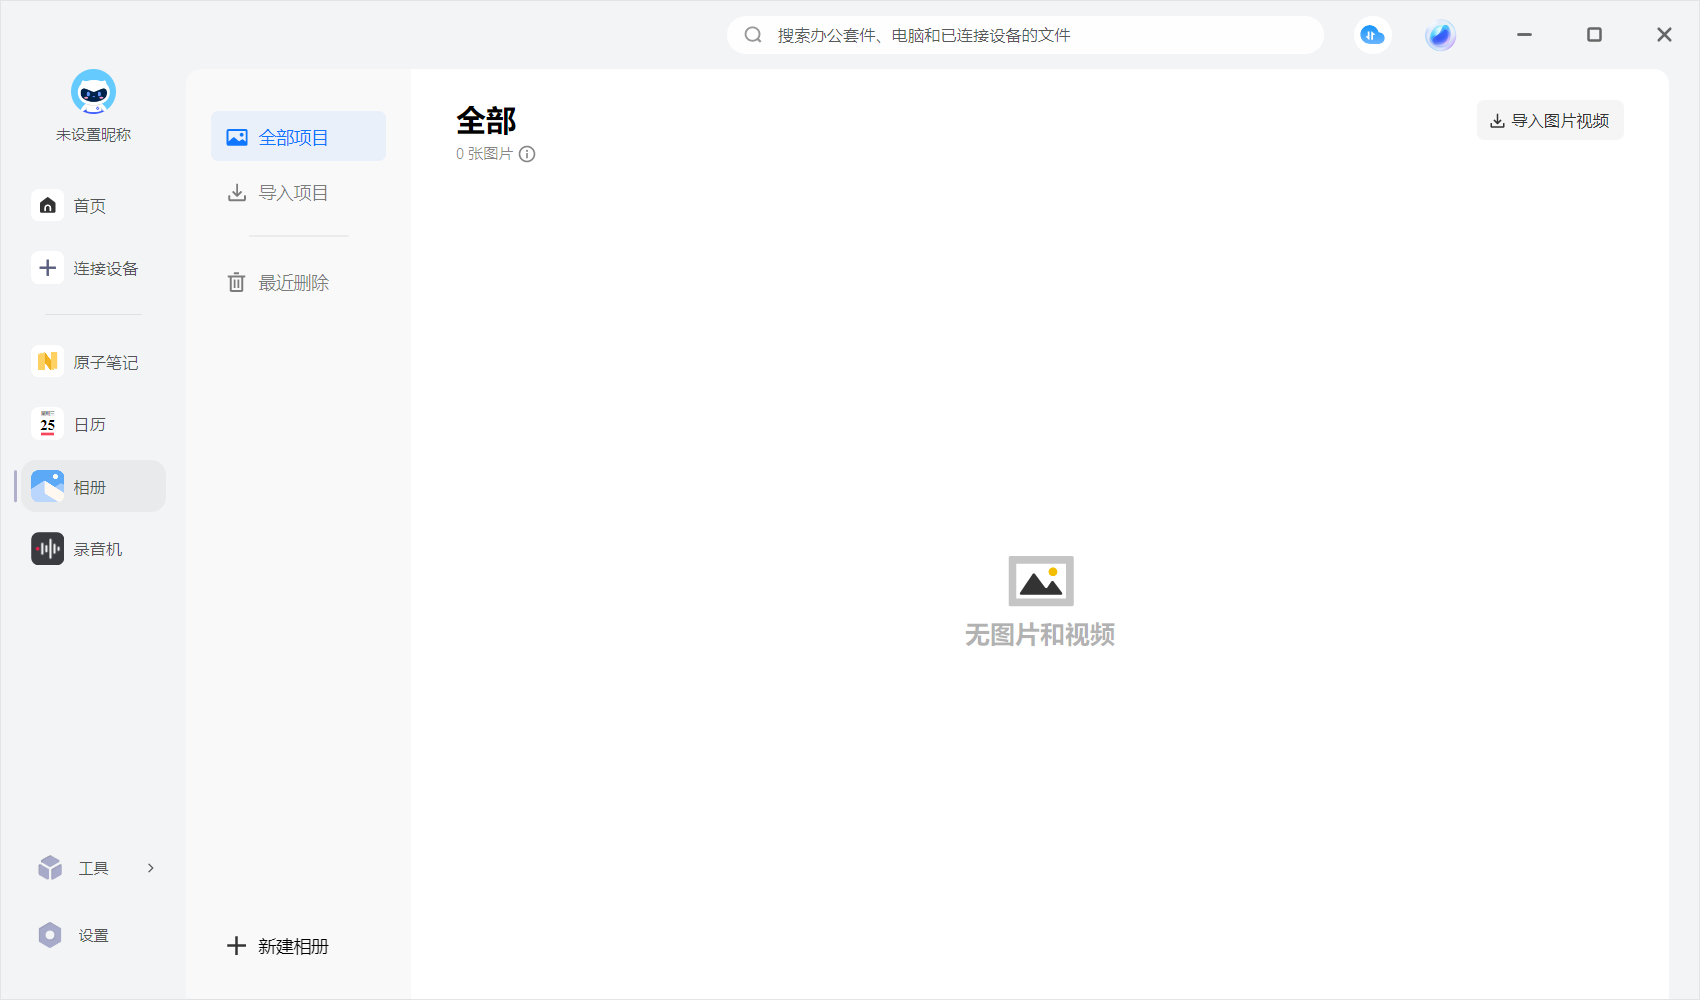 搜索办公套件、电脑和已连接设备的文件
未设置昵称
首页
连接设备
原子笔记
25
日历
相册
录音机
工具
设置
全部项目
导入项目
最近删除
新建相册
全部
0 张图片
导入图片视频
无图片和视频